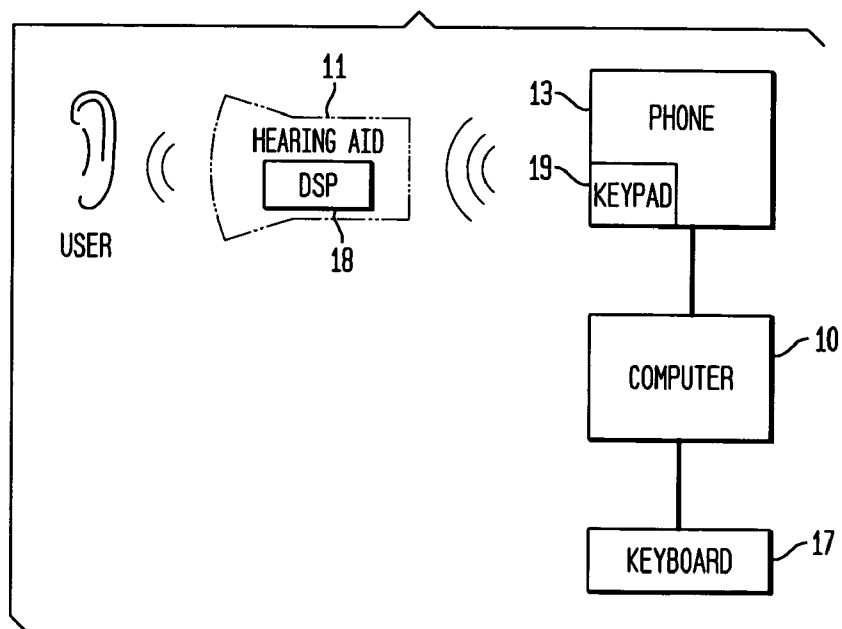 11
HEARING AID
DSP
18
USER
13
PHONE
19
KEYPAD
10
COMPUTER
17
KEYBOARD